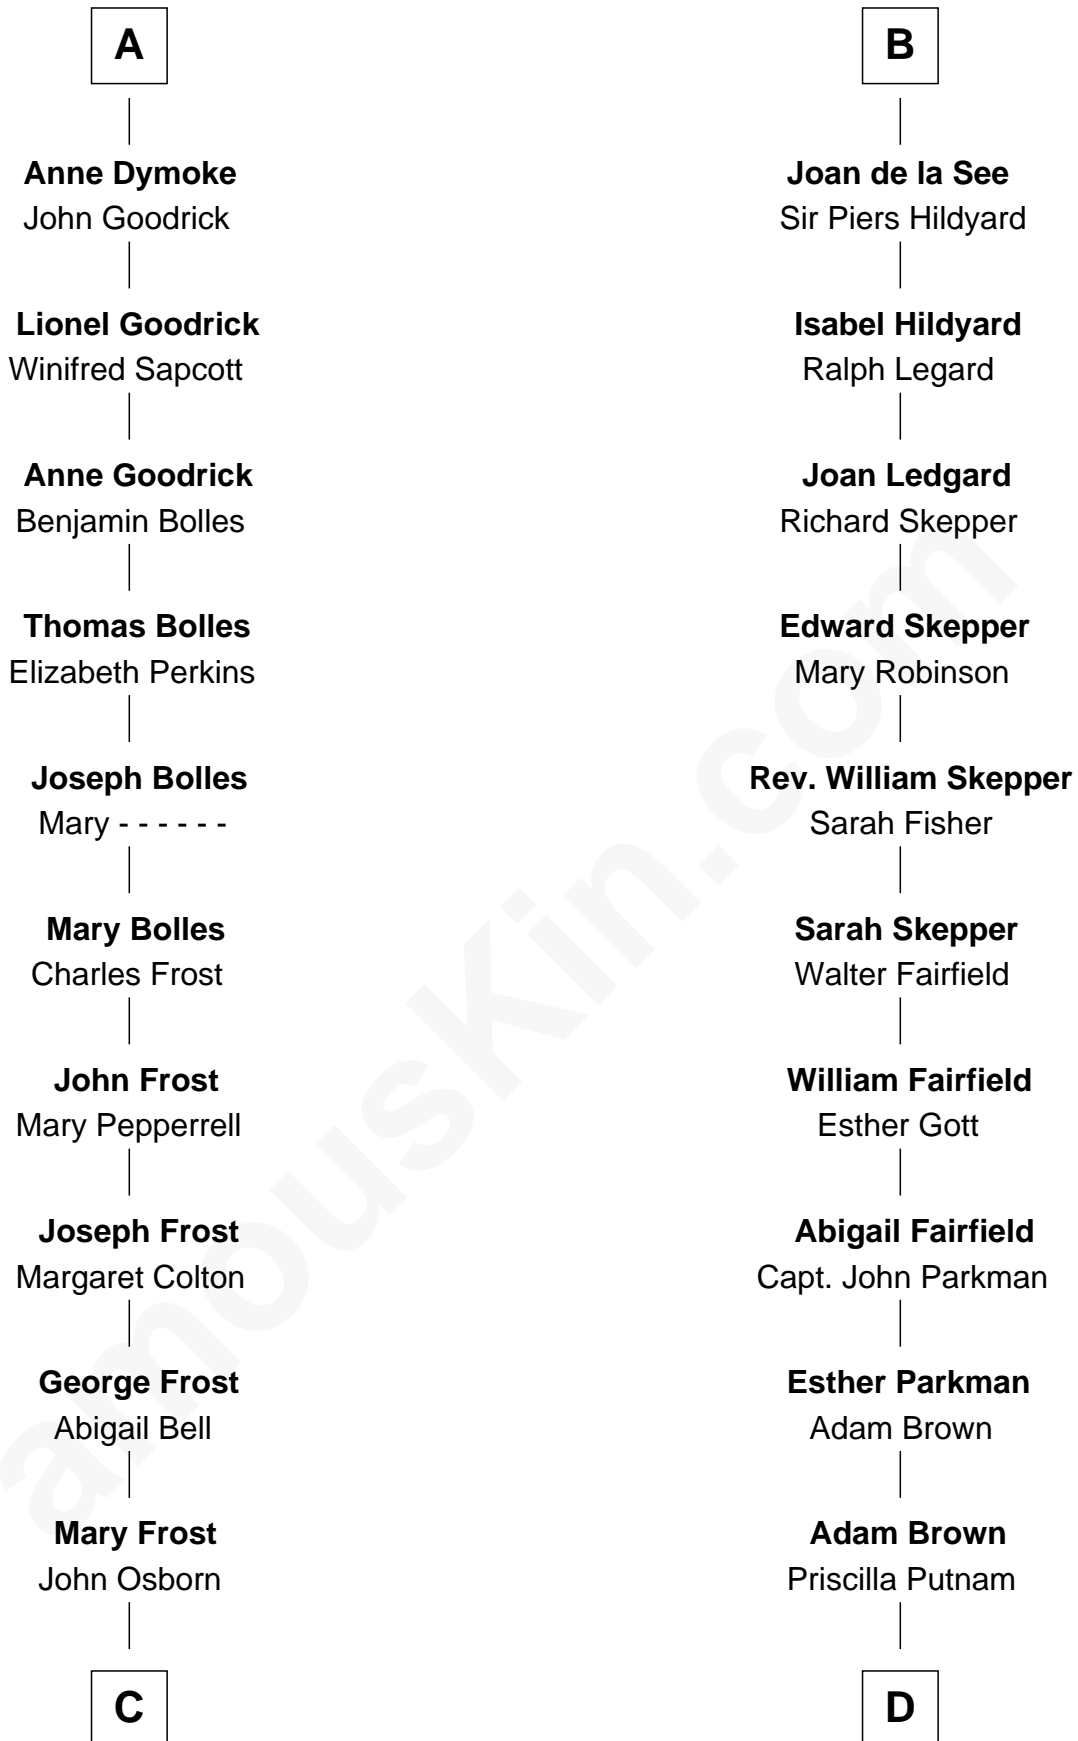 A
Anne Dymoke
John Goodrick
Lionel Goodrick
Winifred Sapcott
Anne Goodrick
Benjamin Bolles
Thomas Bolles
Elizabeth Perkins
Joseph Bolles
Mary - - - - - -
Mary Bolles
Charles Frost
John Frost
Mary Pepperrell
Joseph Frost
Margaret Colton
George Frost
Abigail Bell
Mary Frost
John Osborn
C
B
Joan de la See
Sir Piers Hildyard
Isabel Hildyard
Ralph Legard
Joan Ledgard
Richard Skepper
Edward Skepper
Mary Robinson
Rev. William Skepper
Sarah Fisher
Sarah Skepper
Walter Fairfield
William Fairfield
Esther Gott
Abigail Fairfield
Capt. John Parkman
Esther Parkman
Adam Brown
Adam Brown
Priscilla Putnam
D
amousKin.com